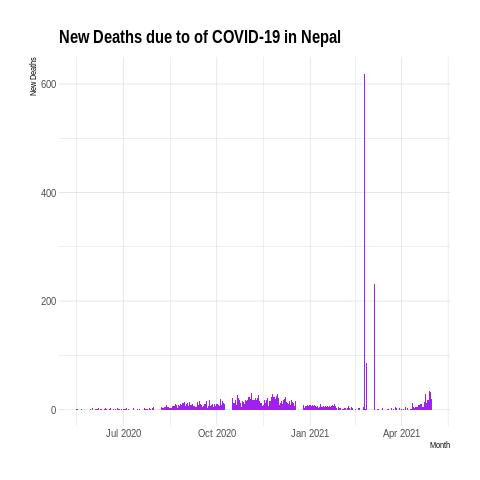 New Deaths due to of COVID-19 in Nepal
New Deaths
600
400
200
0
Jul 2020 Oct 2020 Jan 2021 Apr 2021
Month